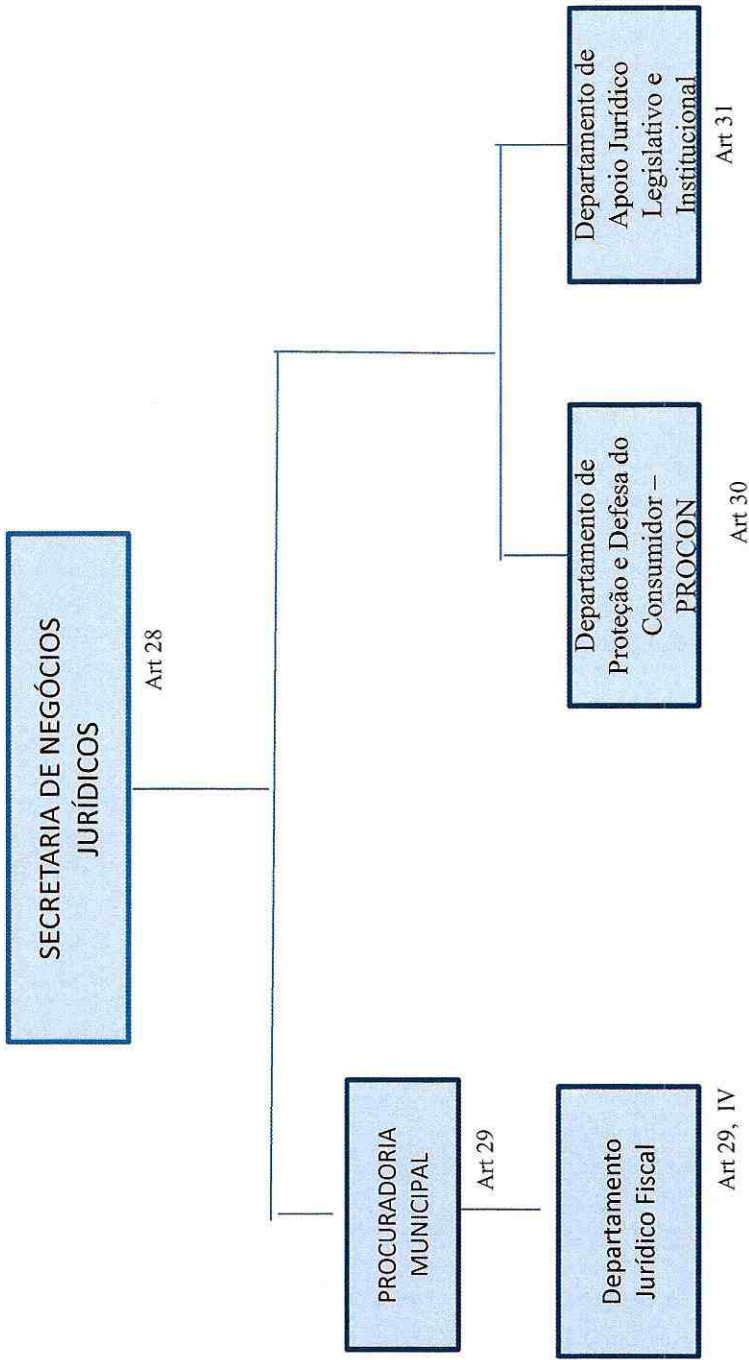 SECRETARIA DE NEGÓCIOS
JURÍDICOS
Art 28
PROCURADORIA
MUNICIPAL
Art 29
Departamento
Jurídico Fiscal
Art 29, IV
Departamento de
Proteção e Defesa do
Consumidor –
PROCON
Art 30
Departamento de
Apoio Jurídico
Legislativo e
Institucional
Art 31